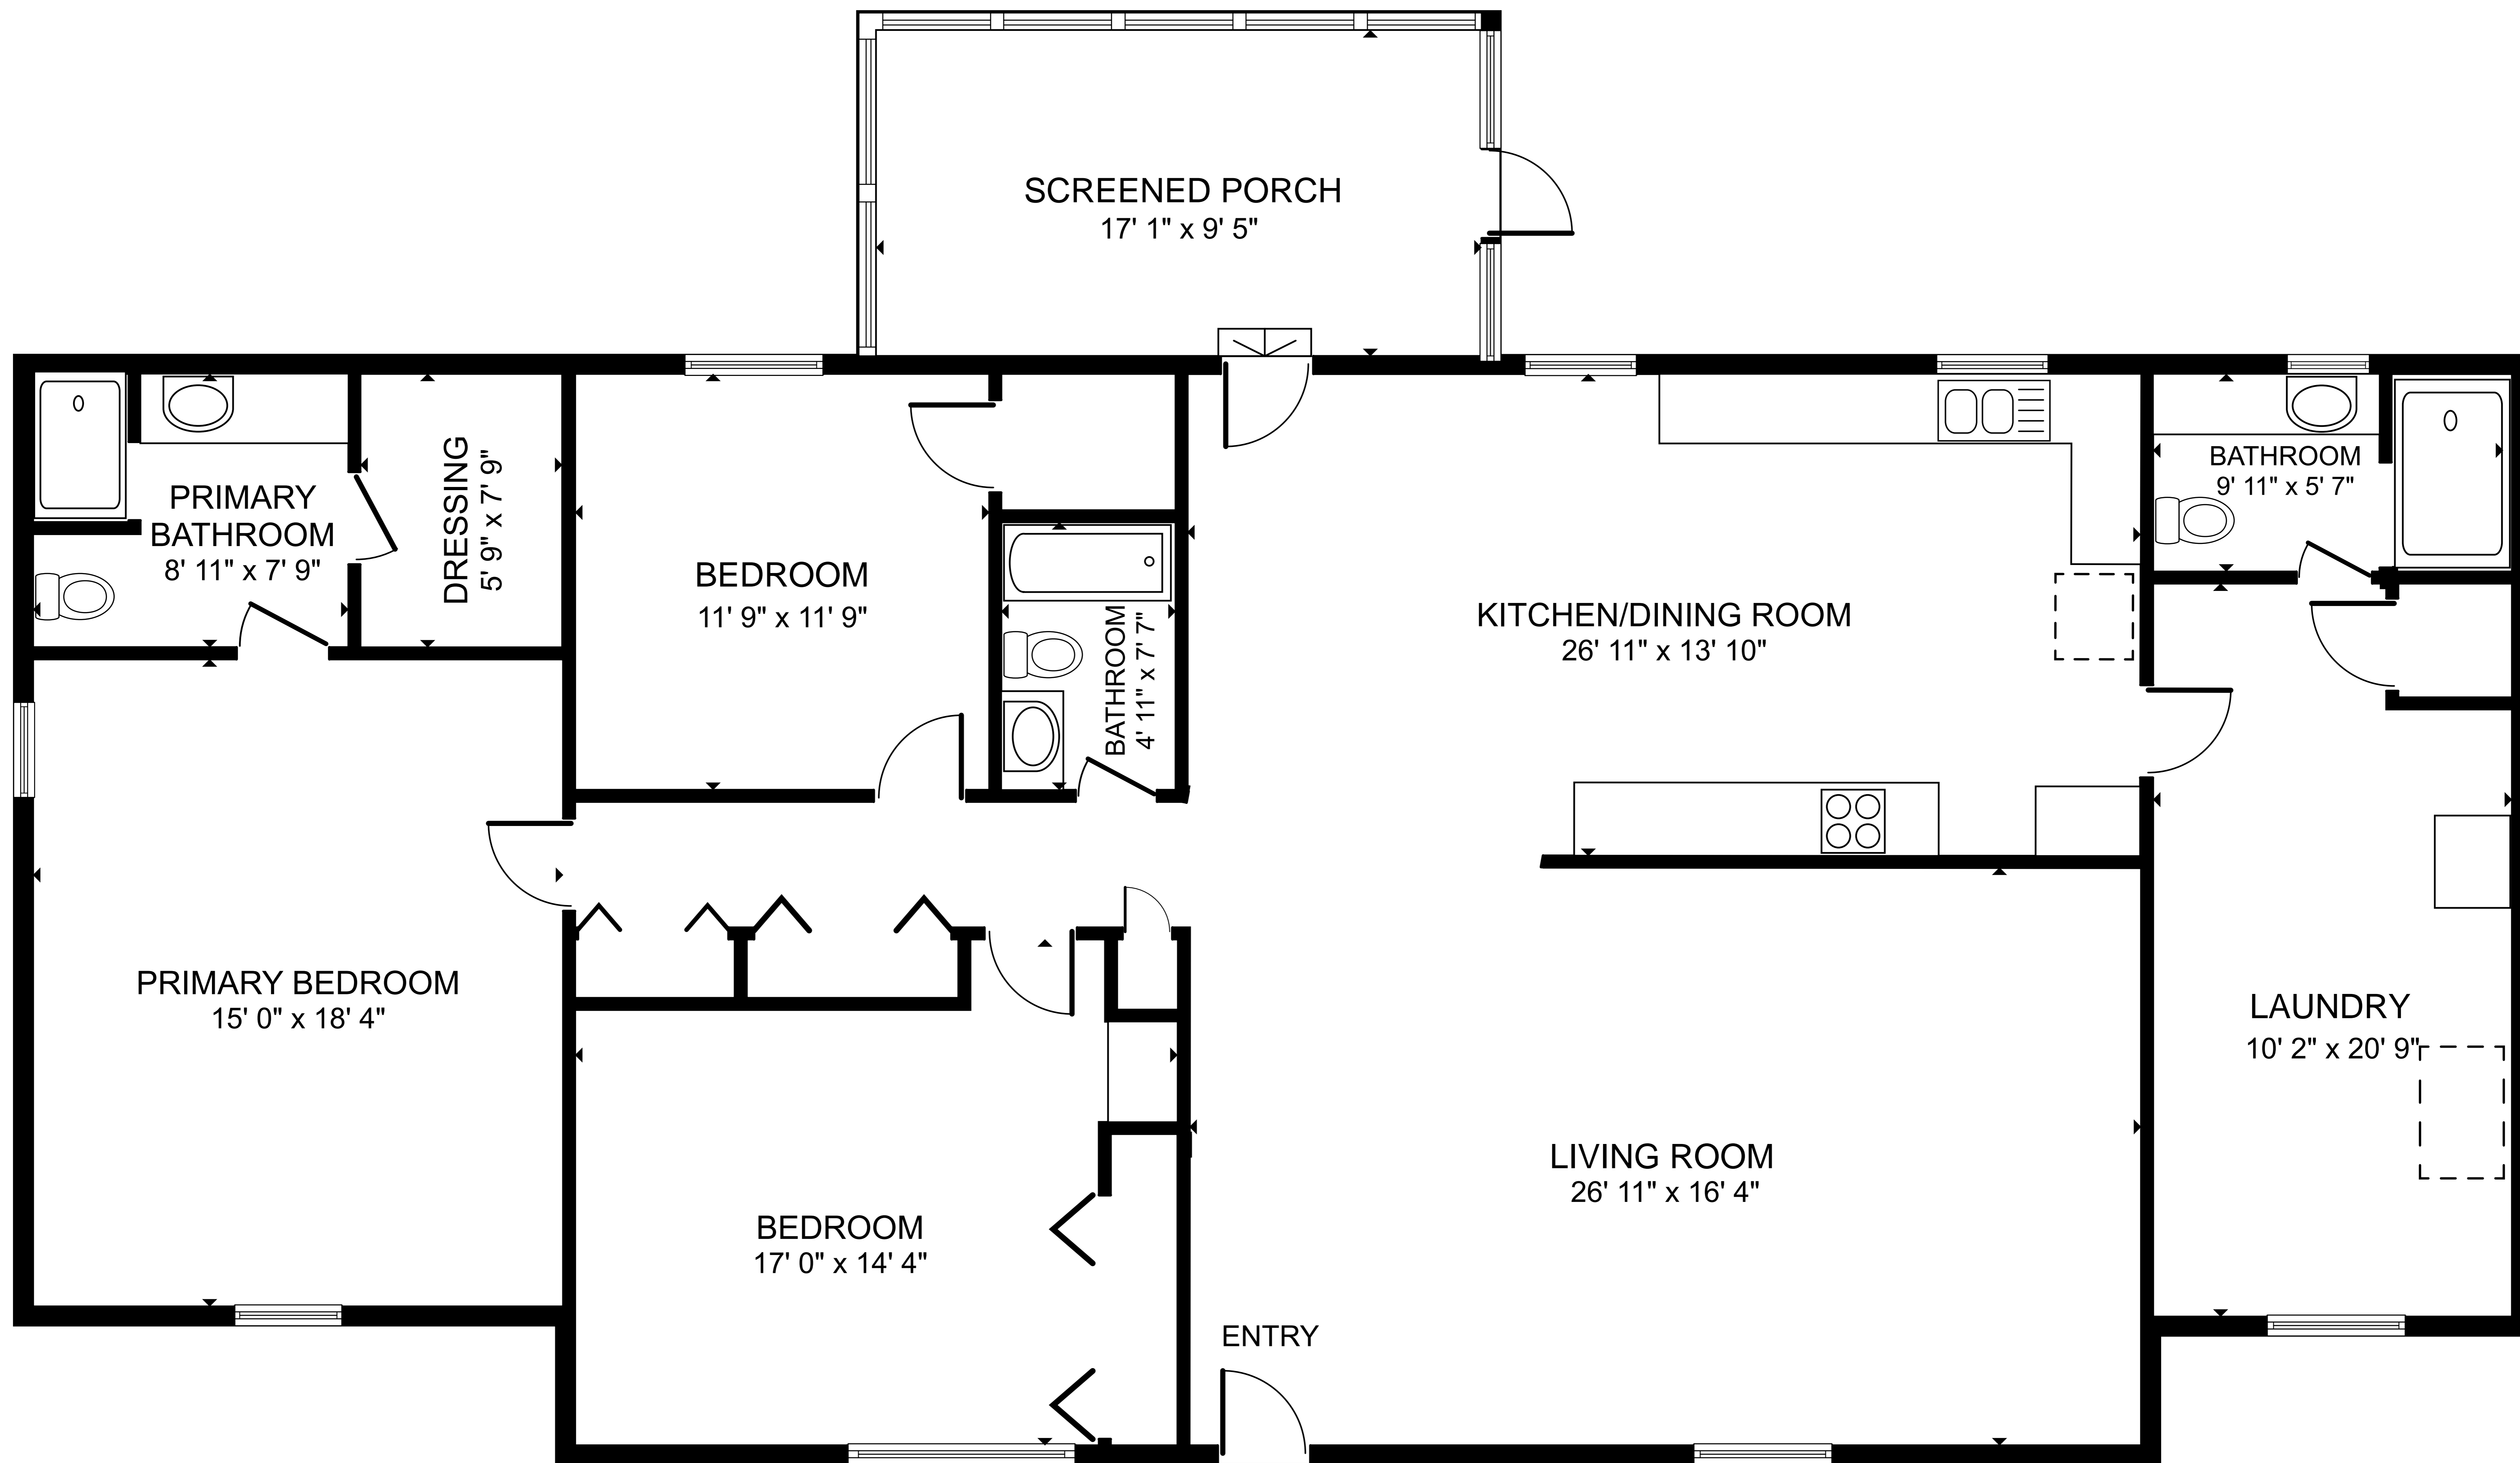 SCREENED PORCH
17' 1" x 9' 5"
PRIMARY
BATHROOM
8' 11" x 7' 9"
DRESSING
5' 9" x 7' 9"
BEDROOM
11' 9" x 11' 9"
BATHROOM
4' 11" x 7' 7"
KITCHEN/DINING ROOM
26' 11" x 13' 10"
BATHROOM
9' 11" x 5' 7"
PRIMARY BEDROOM
15' 0" x 18' 4"
BEDROOM
17' 0" x 14' 4"
LIVING ROOM
26' 11" x 16' 4"
LAUNDRY
10' 2" x 20' 9"
ENTRY